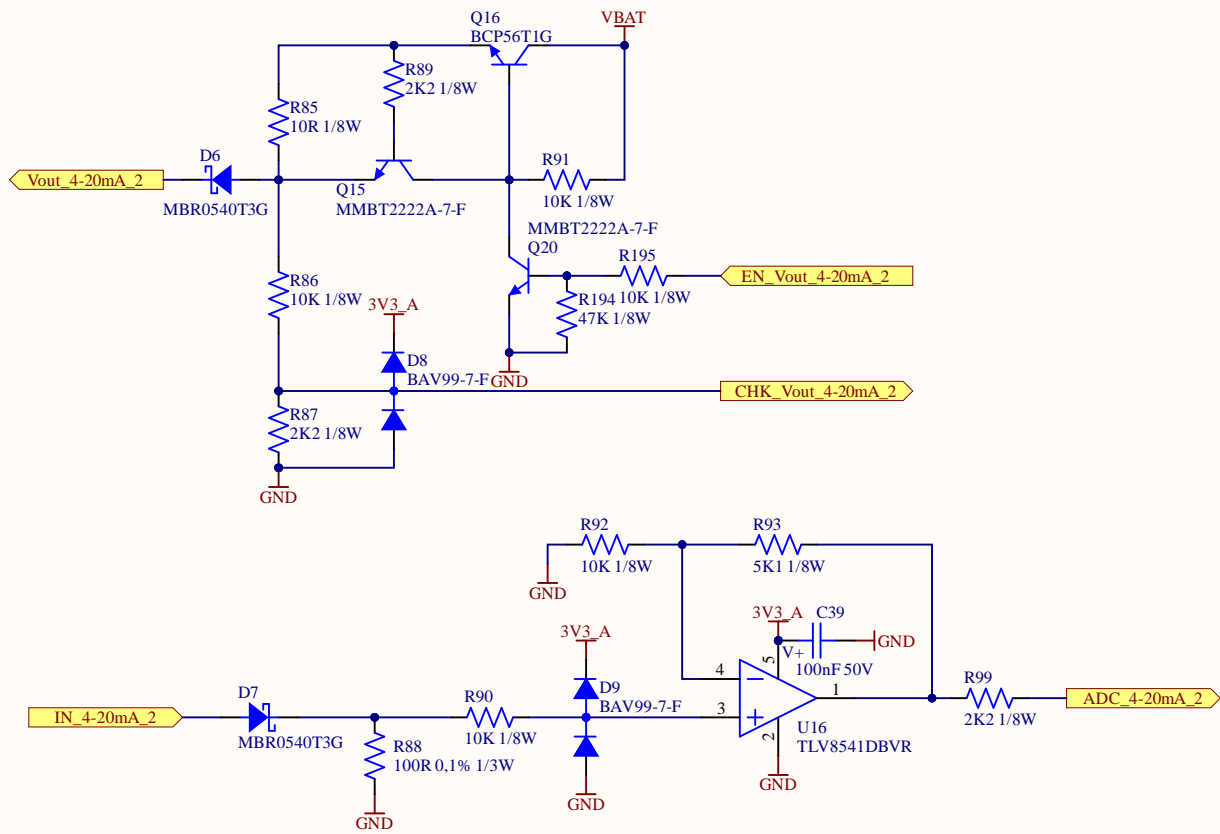 Q16
BCP56T1G
VBAT
R89
2K2 1/8W
R85
10R 1/8W
D6
Vout_4-20mA_2
MBR0540T3G
Q15
MMBT2222A-7-F
R91
10K 1/8W
MMBT2222A-7-F
Q20
R195
10K 1/8W
EN_Vout_4-20mA_2
R194
47K 1/8W
GND
R86
10K 1/8W
3V3_A
D8
BAV99-7-F
CHK_Vout_4-20mA_2
R87
2K2 1/8W
GND
R92
10K 1/8W
GND
R93
5K1 1/8W
3V3_A
C39
100nF 50V
GND
V+
5
4
3
1
2
U16
TLV8541DBVR
GND
R99
2K2 1/8W
ADC_4-20mA_2
3V3_A
D9
BAV99-7-F
GND
IN_4-20mA_2
D7
MBR0540T3G
R90
10K 1/8W
R88
100R 0,1% 1/3W
GND